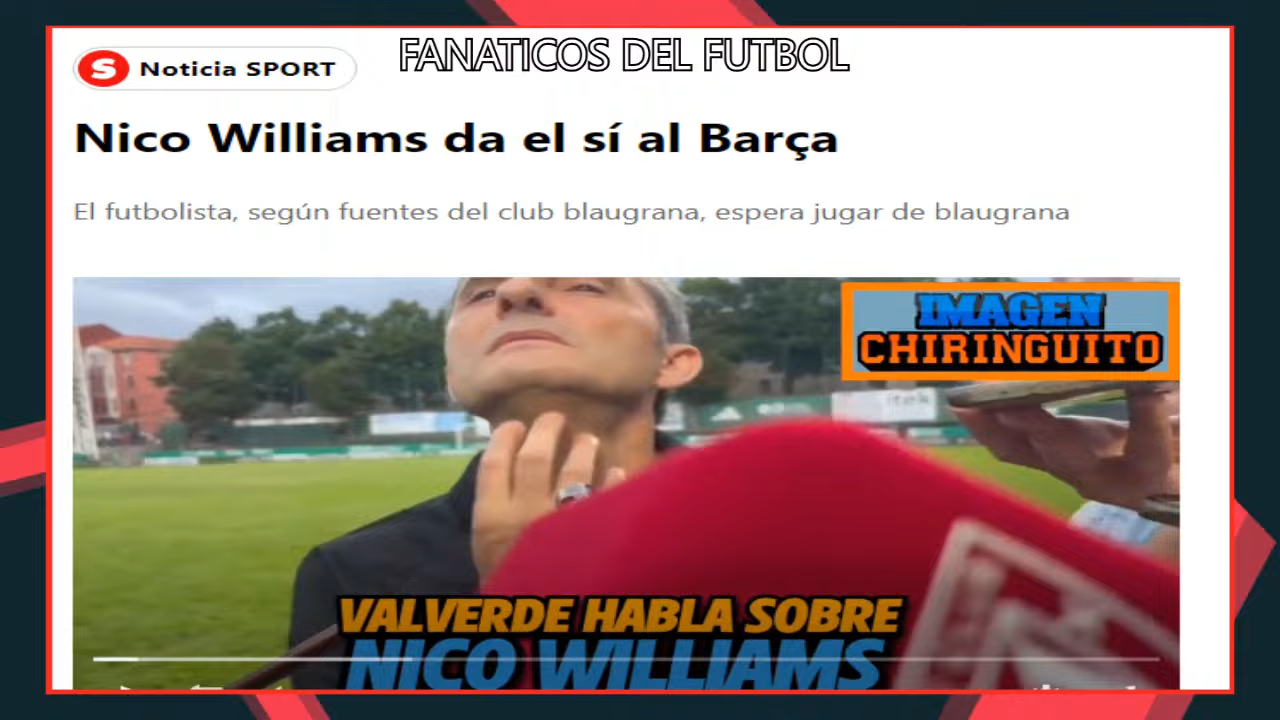 FANATICOS DEL FUTBOL
S Noticia SPORT
Nico Williams da el sí al Barça
El futbolista, según fuentes del club blaugrana, espera jugar de blaugrana
IMAGEN
CHIRINGUITO
VALVERDE HABLA SOBRE
NICO WILLIAMS